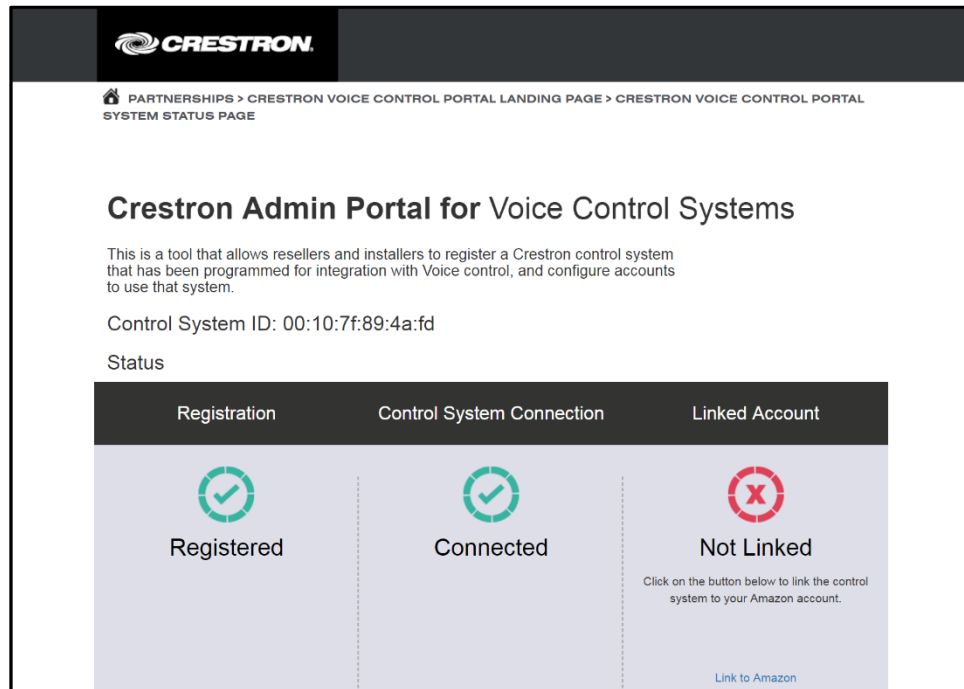 CRESTRON.
PARTNERSHIPS > CRESTRON VOICE CONTROL PORTAL LANDING PAGE > CRESTRON VOICE CONTROL PORTAL
SYSTEM STATUS PAGE
Crestron Admin Portal for Voice Control Systems
This is a tool that allows resellers and installers to register a Crestron control system
that has been programmed for integration with Voice control, and configure accounts
to use that system.
Control System ID: 00:10:7f:89:4a:fd
Status
Registration Control System Connection Linked Account
Registered Connected Not Linked
Click on the button below to link the control
system to your Amazon account.
Link to Amazon